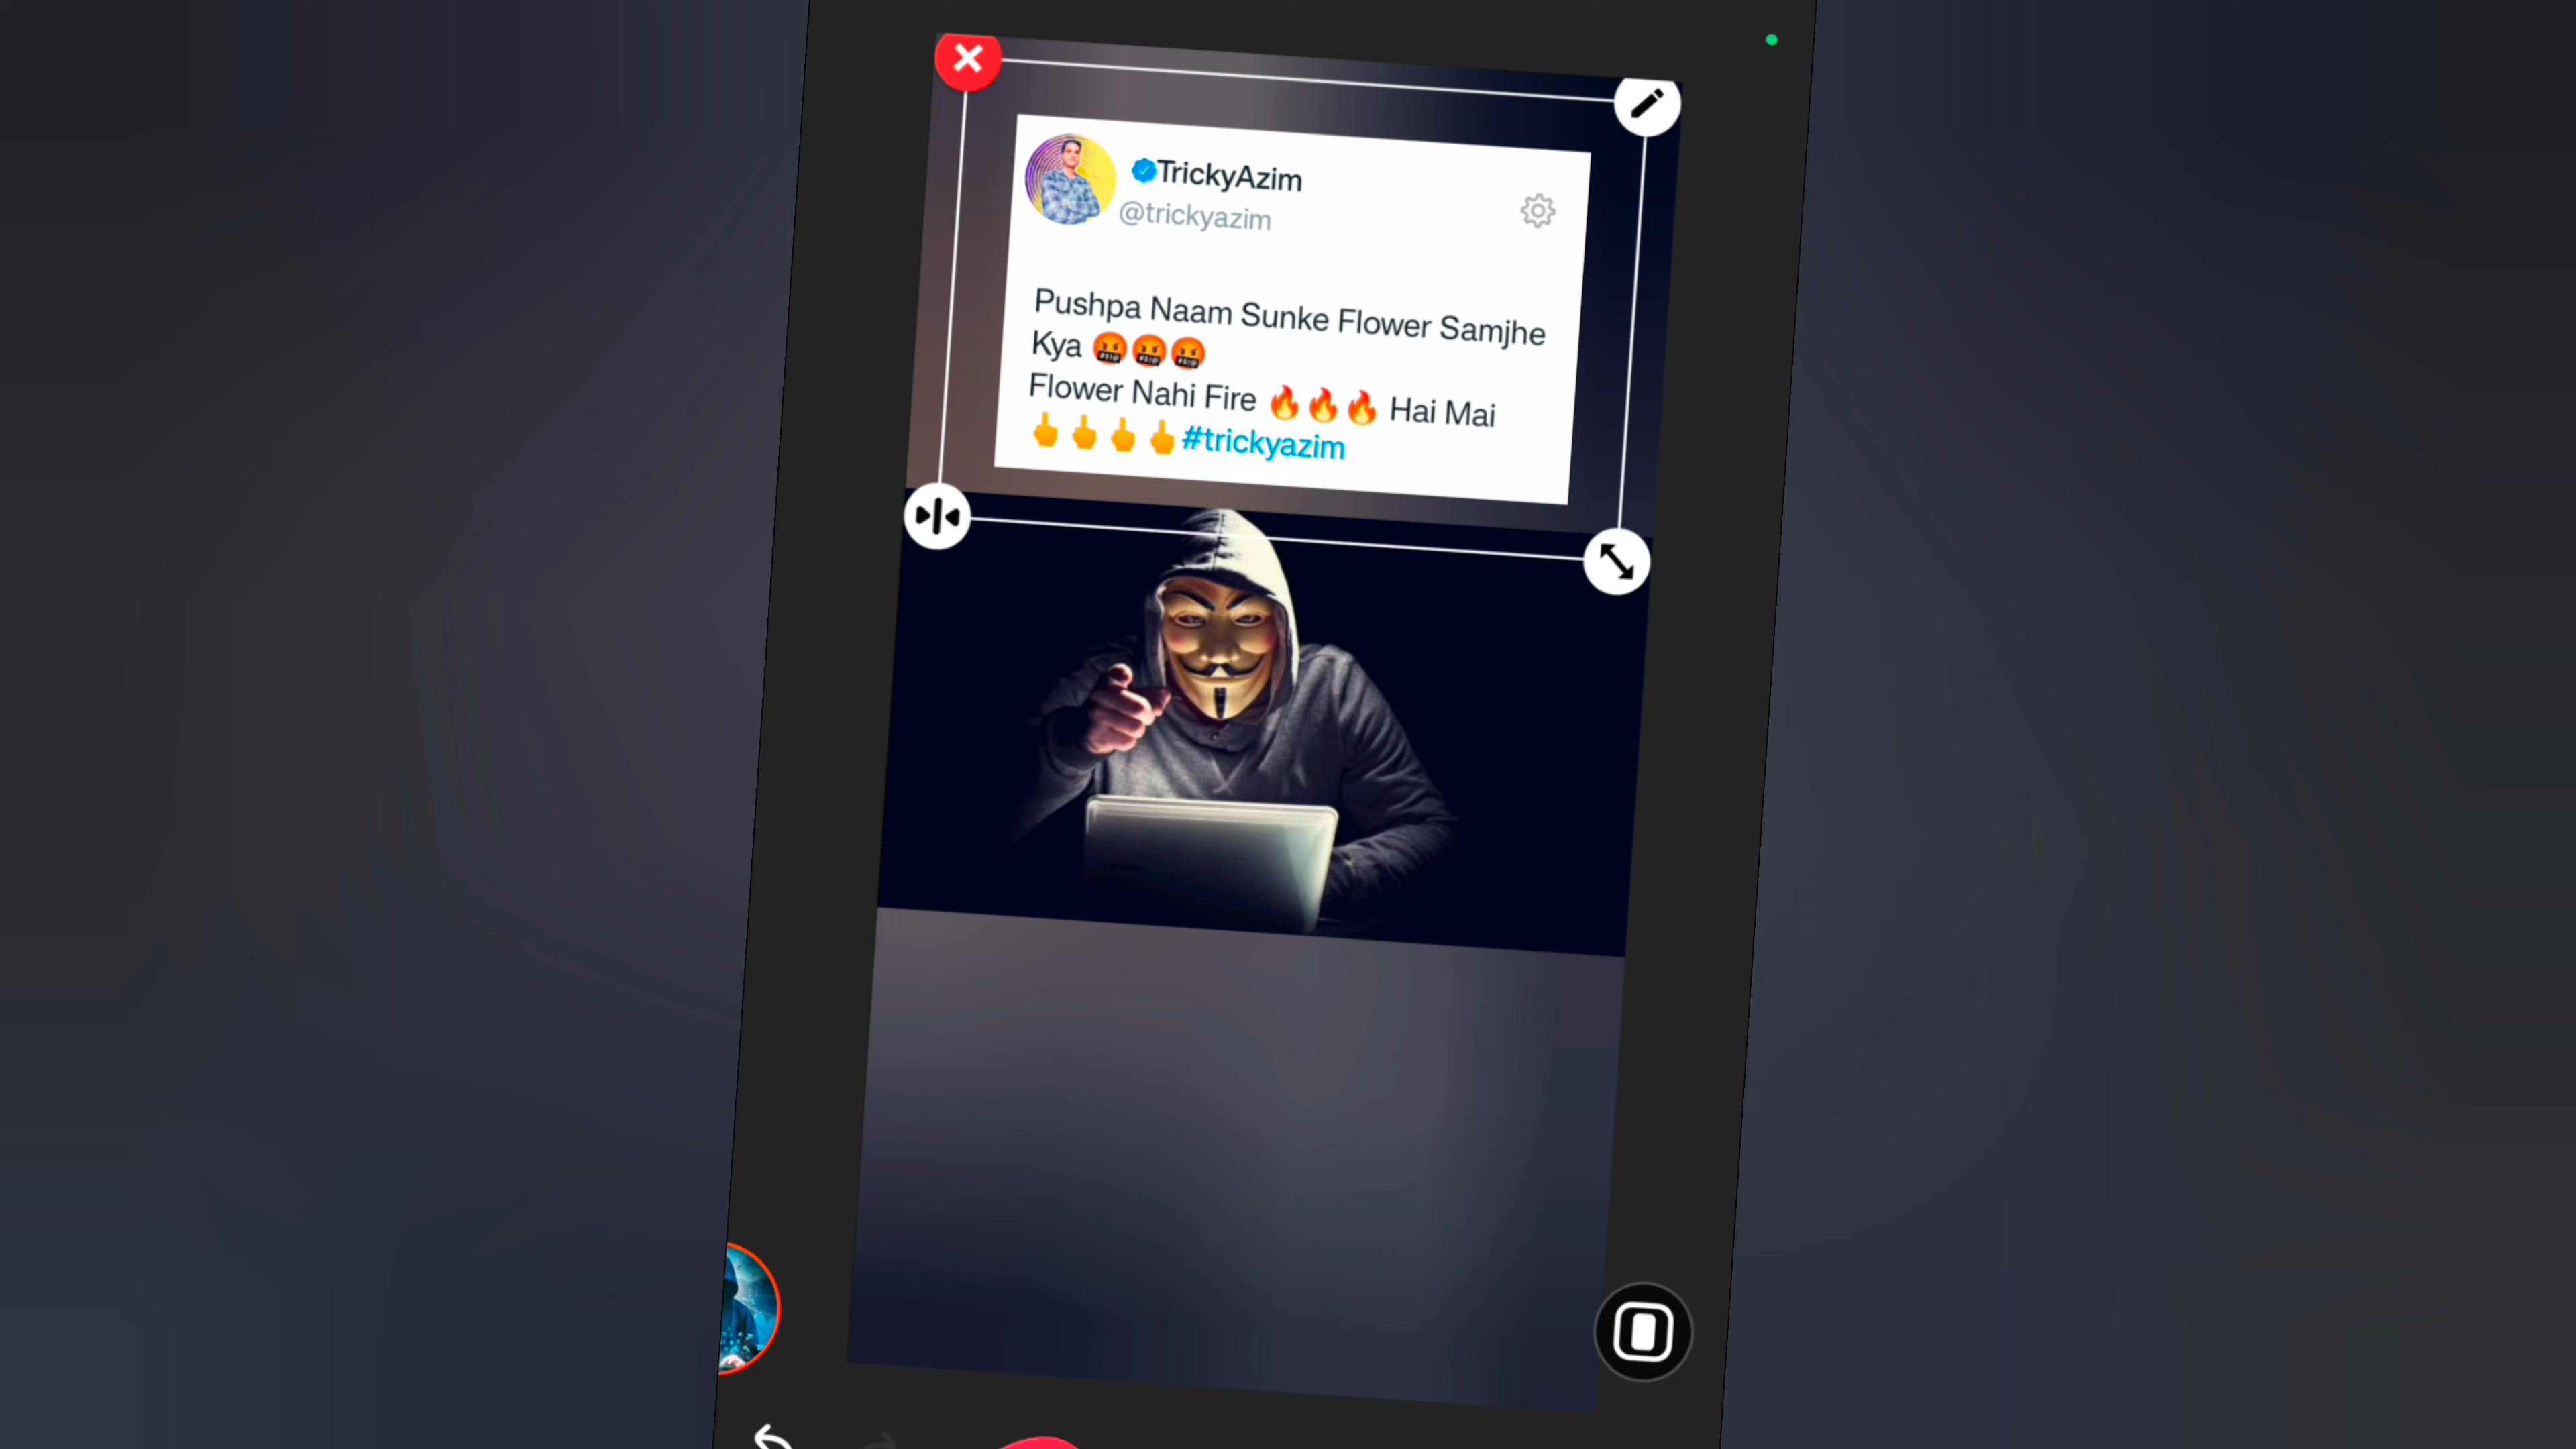 TrickyAzim
@trickyazim
Pushpa Naam Sunke Flower Samjhe
Kya 🤬🤬🤬
Flower Nahi Fire 🔥🔥🔥 Hai Mai
🖕🖕🖕🖕#trickyazim